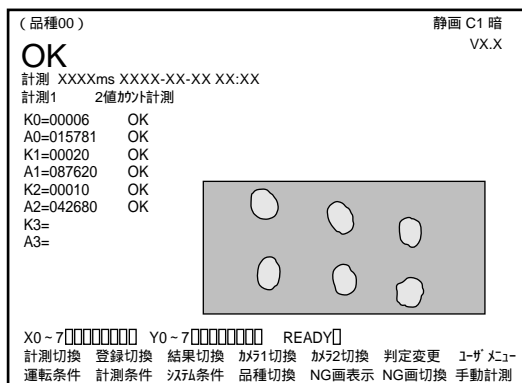 (品種00) 静画 C1 暗
VX.X
OK
計測 XXXXms XXXX-XX-XX XX:XX
計測1 2値ｶｳﾝﾄ計測
K0=00006 OK
A0=015781 OK
K1=00020 OK
A1=087620 OK
K2=00010 OK
A2=042680 OK
K3=
A3=
X0~7▯▯▯▯▯▯▯▯ Y0~7▯▯▯▯▯▯▯▯ READY▯
計測切換 登録切換 結果切換 ｶﾒﾗ1切換 ｶﾒﾗ2切換 判定変更 ﾕｰｻﾞﾒﾆｭｰ
運転条件 計測条件 ｼｽﾃﾑ条件 品種切換 NG画表示 NG画切換 手動計測